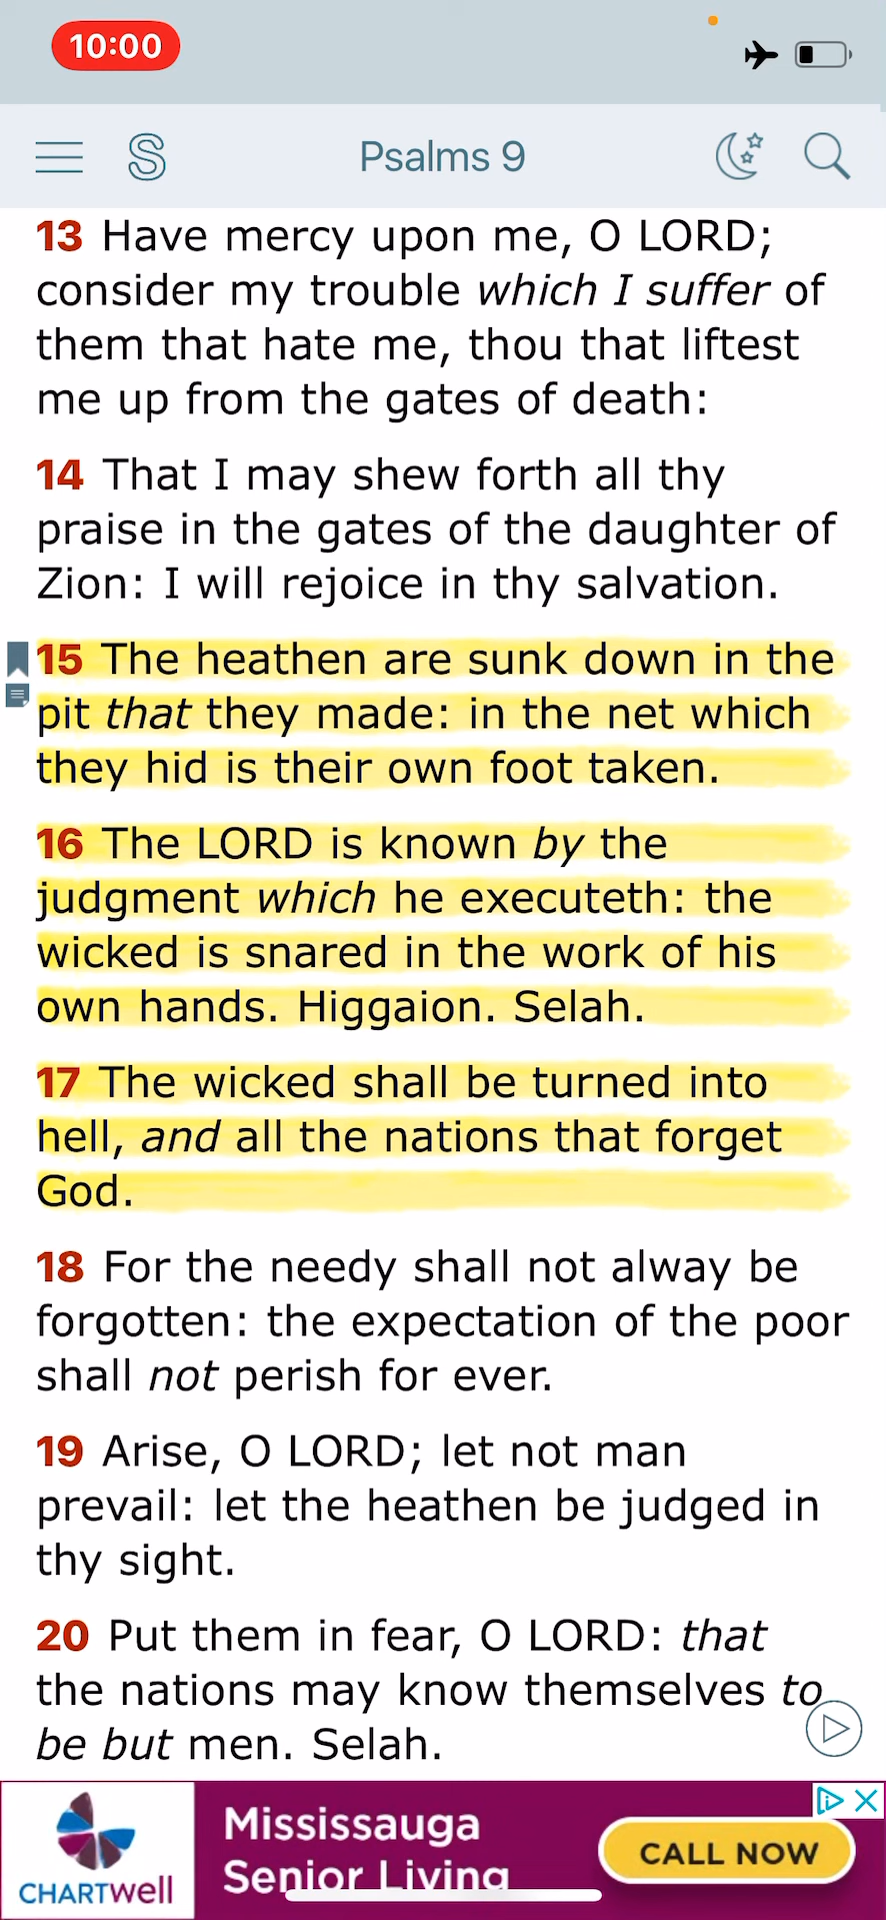 10:00
S
Psalms 9
13 Have mercy upon me, O LORD;
consider my trouble which I suffer of
them that hate me, thou that liftest
me up from the gates of death:
14 That I may shew forth all thy
praise in the gates of the daughter of
Zion: I will rejoice in thy salvation.
15 The heathen are sunk down in the
pit that they made: in the net which
they hid is their own foot taken.
16 The LORD is known by the
judgment which he executeth: the
wicked is snared in the work of his
own hands. Higgaion. Selah.
17 The wicked shall be turned into
hell, and all the nations that forget
God.
18 For the needy shall not alway be
forgotten: the expectation of the poor
shall not perish for ever.
19 Arise, O LORD; let not man
prevail: let the heathen be judged in
thy sight.
20 Put them in fear, O LORD: that
the nations may know themselves to
be but men. Selah.
CHARTwell
Mississauga
Senior Living
CALL NOW